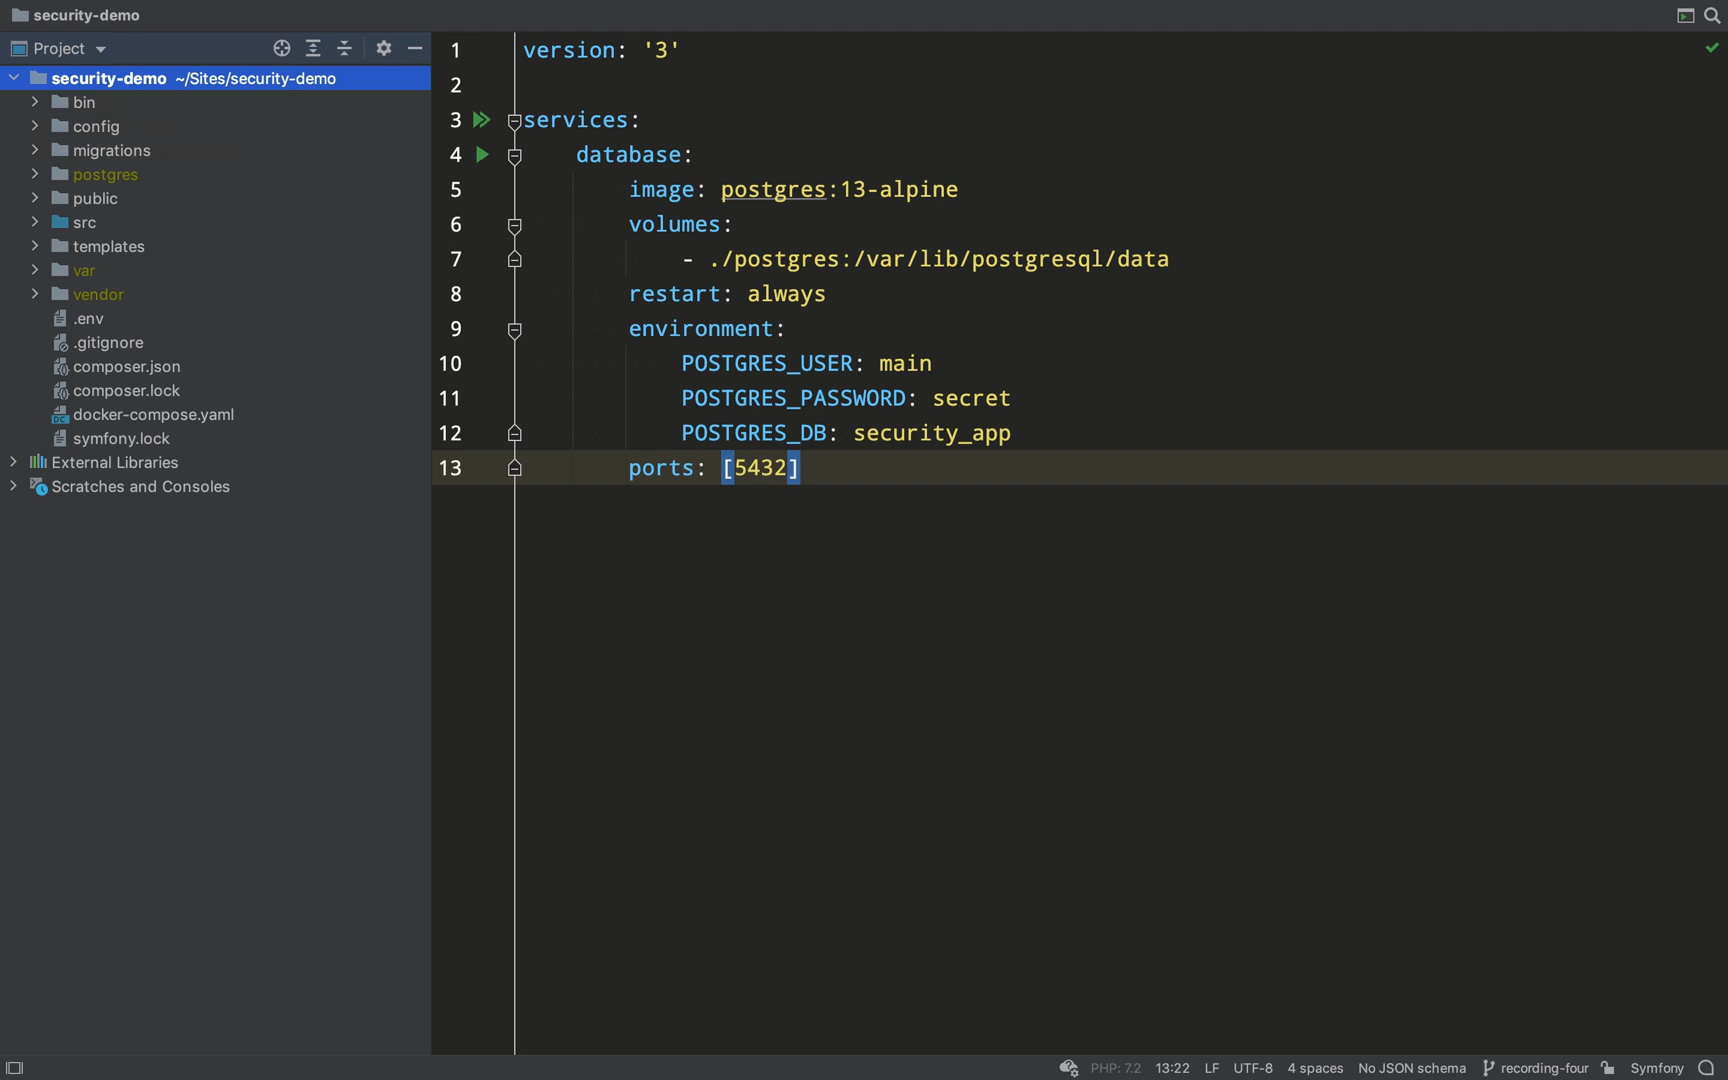 security-demo
Project
security-demo ~/Sites/security-demo
bin
config
migrations
postgres
public
src
templates
var
vendor
.env
.gitignore
composer.json
composer.lock
docker-compose.yaml
symfony.lock
External Libraries
Scratches and Consoles
1 version: '3'
2
3 services:
4 database:
5 image: postgres:13-alpine
6 volumes:
7 - ./postgres:/var/lib/postgresql/data
8 restart: always
9 environment:
10 POSTGRES_USER: main
11 POSTGRES_PASSWORD: secret
12 POSTGRES_DB: security_app
13 ports: [5432]
PHP: 7.2 13:22 LF UTF-8 4 spaces No JSON schema recording-four Symfony